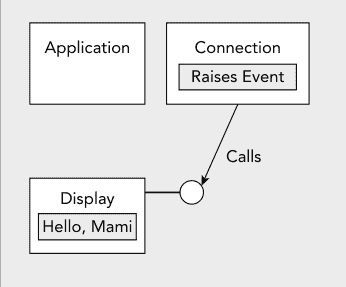 Application
Connection
Raises Event
Calls
Display
Hello, Mami